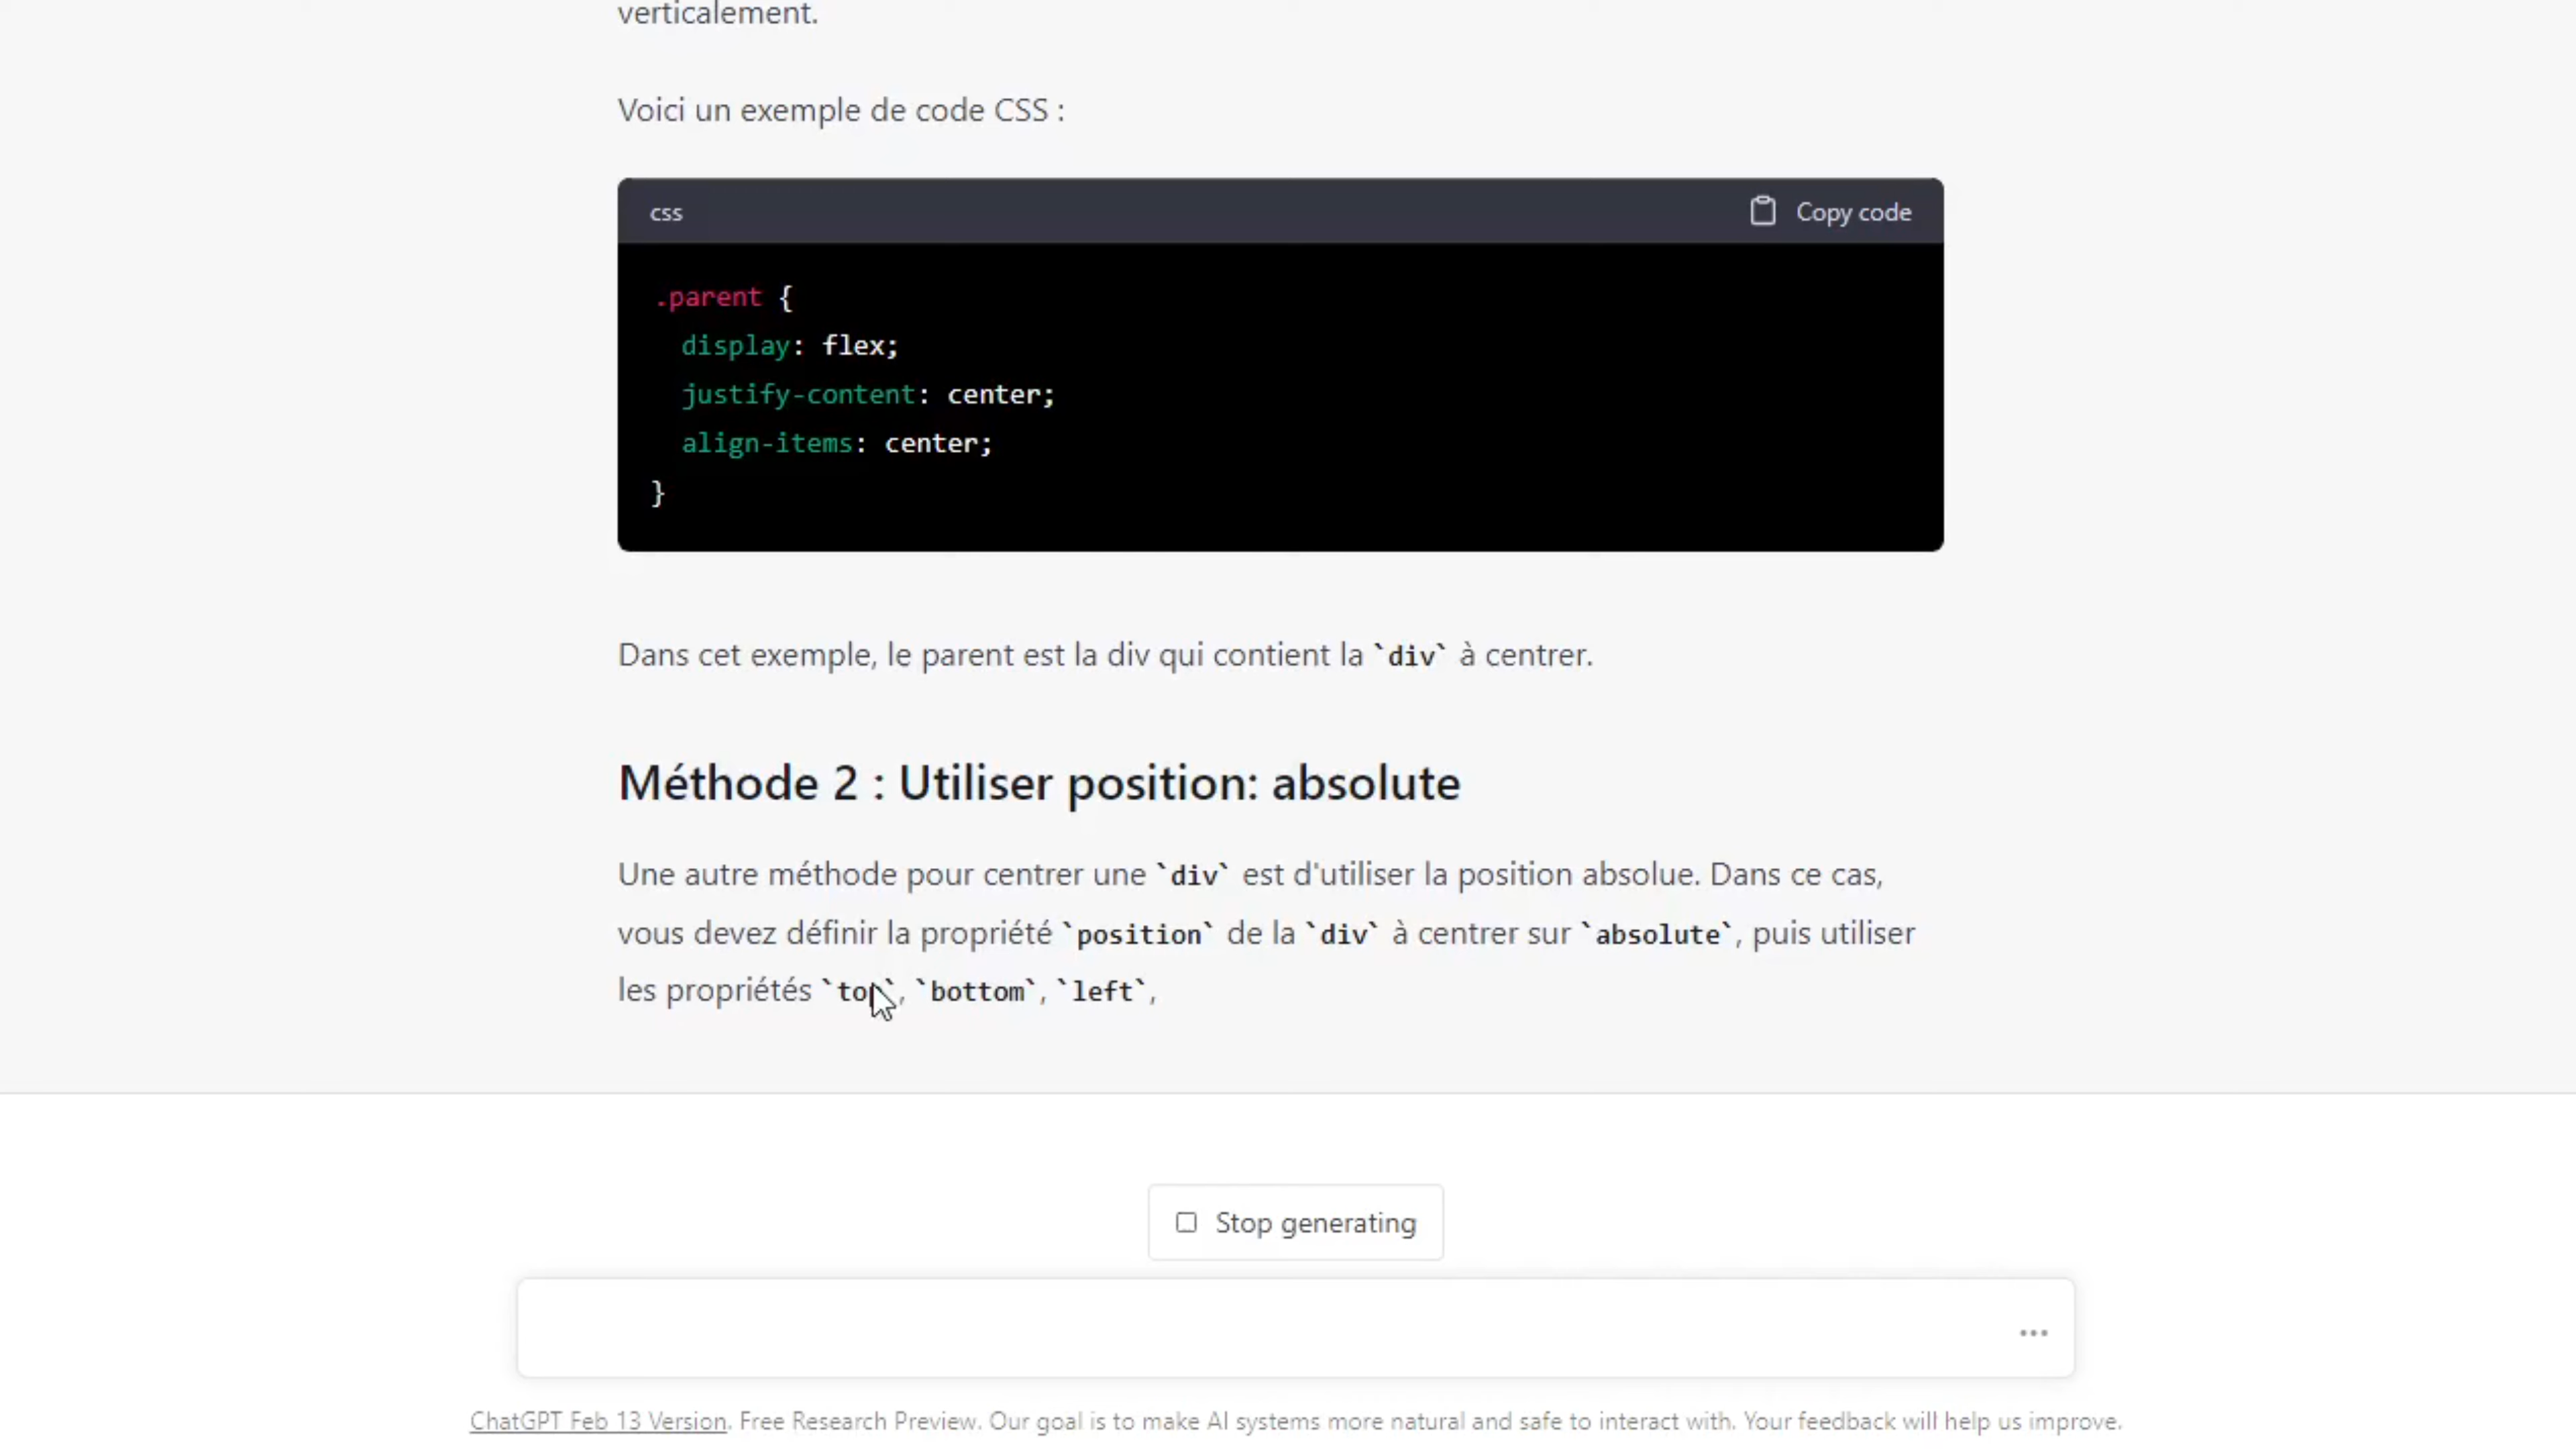 verticalement.
Voici un exemple de code CSS :
css
Copy code
.parent {
display: flex;
justify-content: center;
align-items: center;
}
Dans cet exemple, le parent est la div qui contient la `div` à centrer.
Méthode 2 : Utiliser position: absolute
Une autre méthode pour centrer une `div` est d'utiliser la position absolue. Dans ce cas,
vous devez définir la propriété `position` de la `div` à centrer sur `absolute`, puis utiliser
les propriétés `top`, `bottom`, `left`,
Stop generating
ChatGPT Feb 13 Version. Free Research Preview. Our goal is to make AI systems more natural and safe to interact with. Your feedback will help us improve.